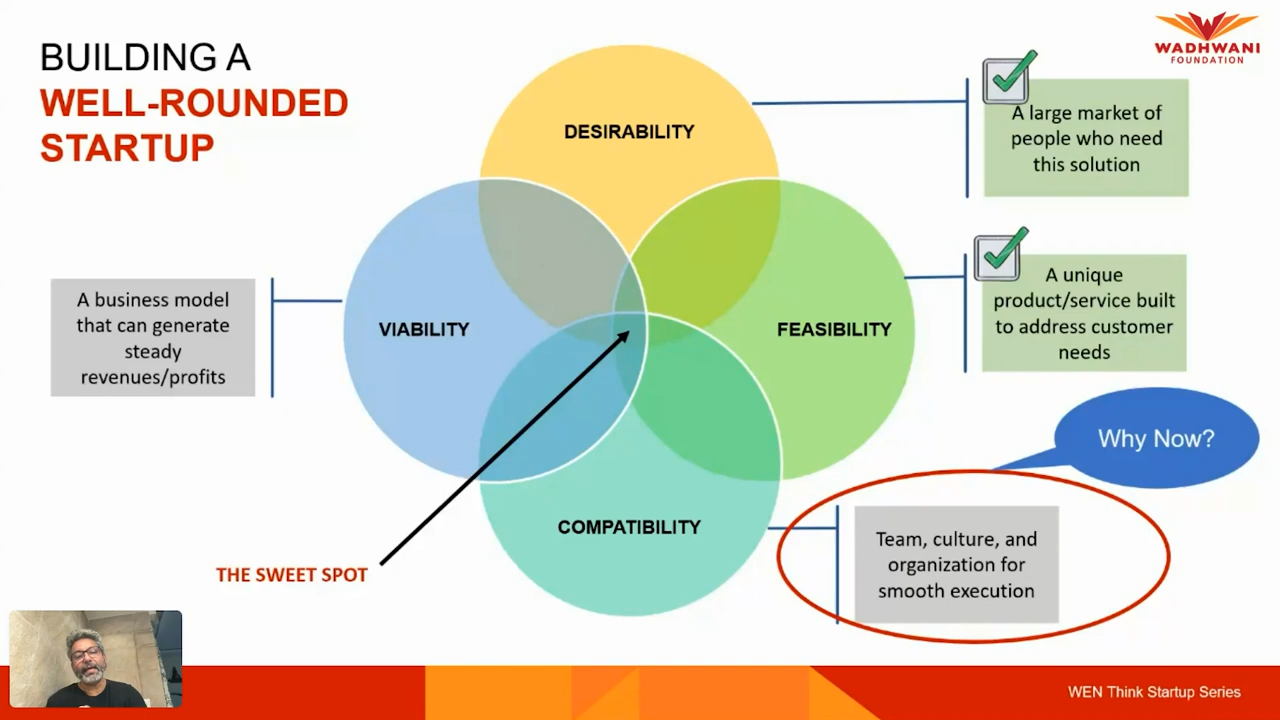 BUILDING A
WELL-ROUNDED
STARTUP
WADHWANI
FOUNDATION
DESIRABILITY
A large market of
people who need
this solution
VIABILITY
A business model
that can generate
steady
revenues/profits
FEASIBILITY
A unique
product/service built
to address customer
needs
Why Now?
COMPATIBILITY
Team, culture, and
organization for
smooth execution
THE SWEET SPOT
WEN Think Startup Series